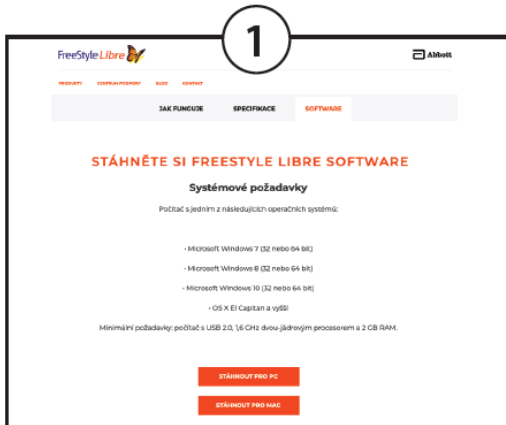 1
FreeStyle Libre
Abbott
PRODUKTY CENTRUM PODPORY BLOG KONTAKT
JAK FUNGUJE SPECIFIKACE SOFTWARE
STÁHNĚTE SI FREESTYLE LIBRE SOFTWARE
Systémové požadavky
Počítač s jedním z následujících operačních systémů:
• Microsoft Windows 7 (32 nebo 64 bit)
• Microsoft Windows 8 (32 nebo 64 bit)
• Microsoft Windows 10 (32 nebo 64 bit)
• OS X El Capitan a vyšší
Minimální požadavky: počítač s USB 2.0, 1,6 GHz dvou-jádrovým procesorem a 2 GB RAM.
STÁHNOUT PRO PC
STÁHNOUT PRO MAC